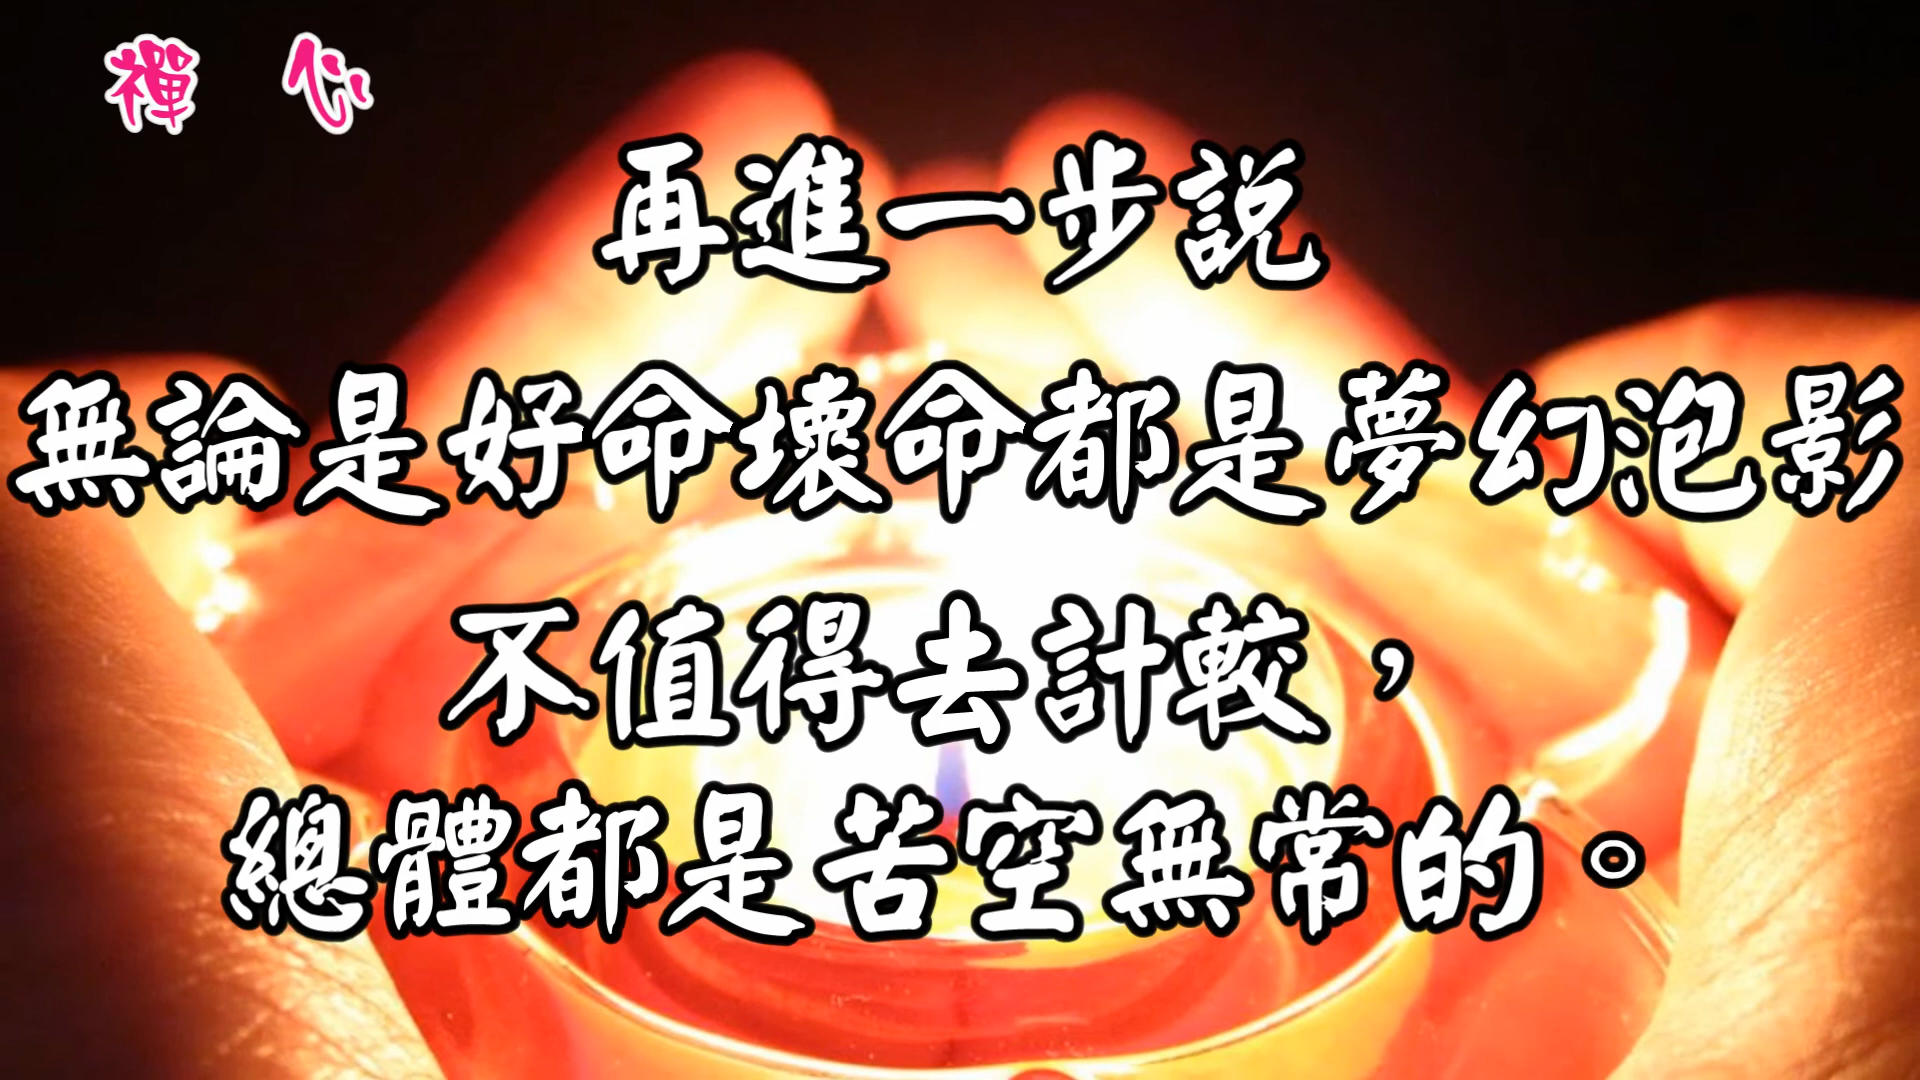 禪 心
再進一步説
無論是好命壞命都是夢幻泡影
不值得去計較，
總體都是苦空無常的。